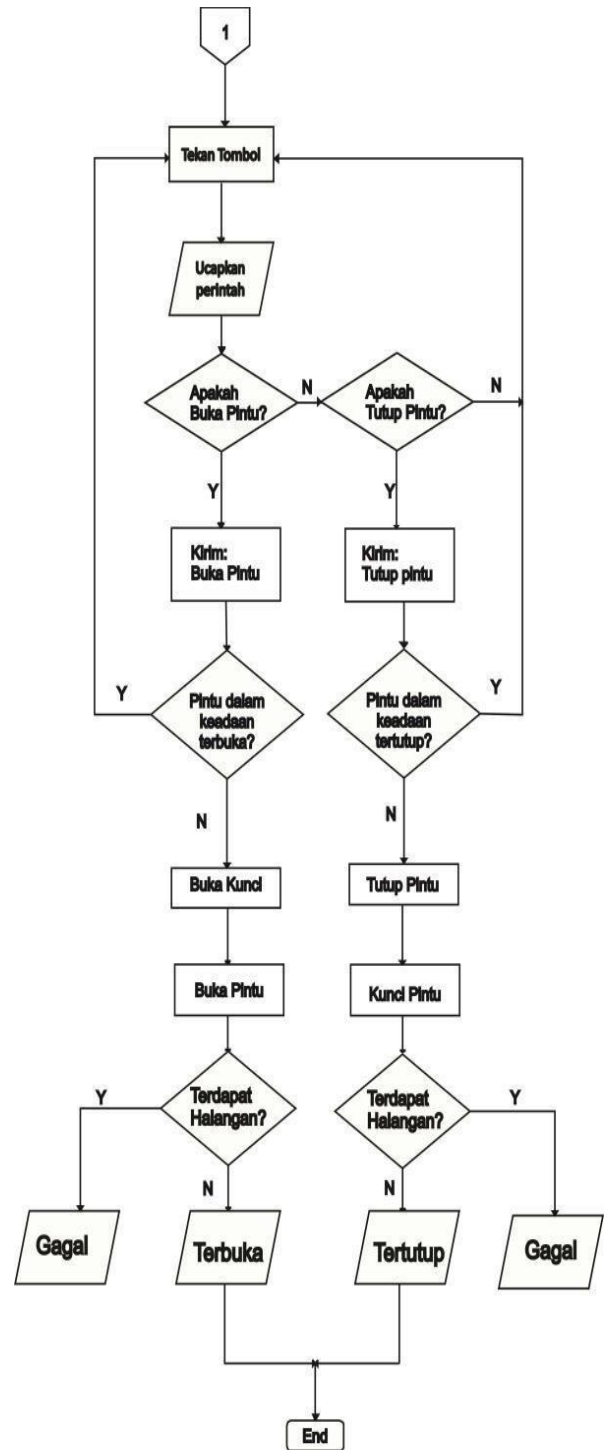 1
Tekan Tombol
Ucapkan
perintah
Apakah
Buka Pintu?
N
Apakah
Tutup Pintu?
N
Y
Y
Kirim:
Buka Pintu
Kirim:
Tutup pintu
Y
Pintu dalam
keadaan
terbuka?
Pintu dalam
keadaan
tertutup?
Y
N
N
Buka Kunci
Tutup Pintu
Buka Pintu
Kunci Pintu
Y
Terdapat
Halangan?
Terdapat
Halangan?
Y
N
N
Gagal
Terbuka
Tertutup
Gagal
End